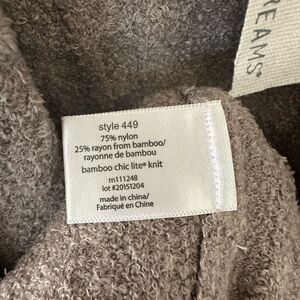 REAMS®
style 449
75% nylon
25% rayon from bamboo/
rayonne de bambou
bamboo chic lite® knit
rn111248
lot #20151204
made in china/
Fabriqué en Chine